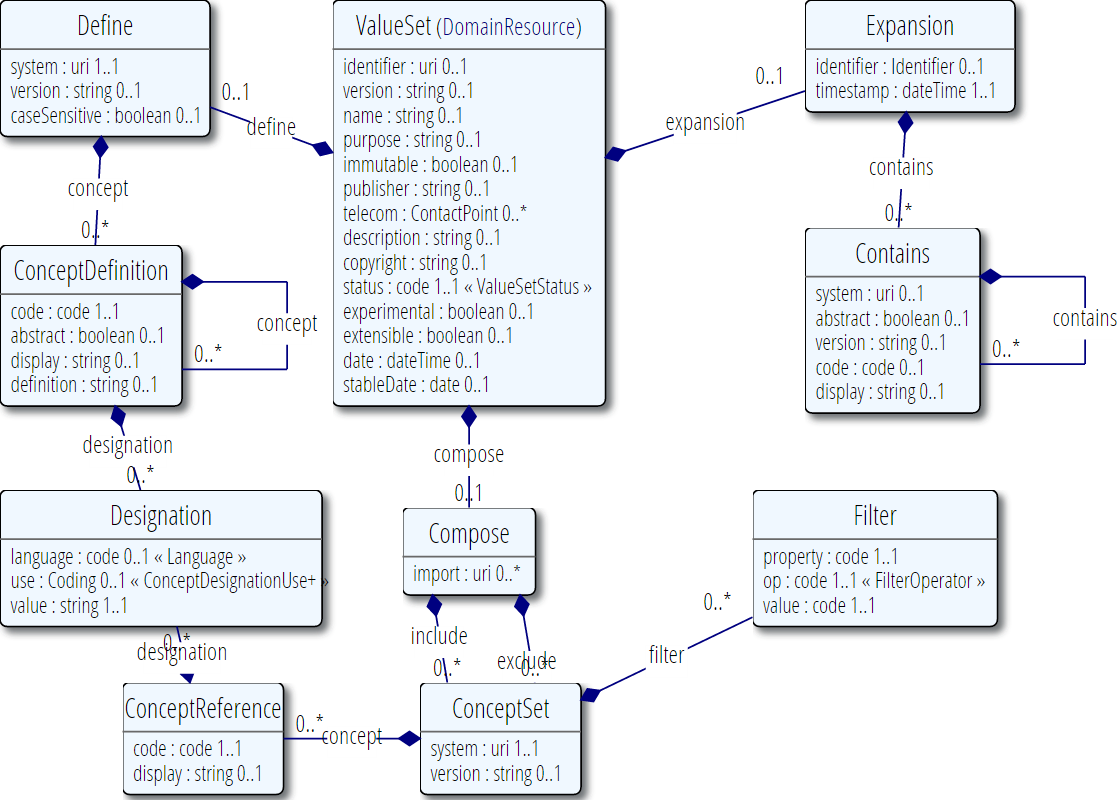 Define
system : uri 1..1
version : string 0..1
caseSensitive : boolean 0..1
ValueSet (DomainResource)
identifier : uri 0..1
version : string 0..1
name : string 0..1
purpose : string 0..1
immutable : boolean 0..1
publisher : string 0..1
telecom : ContactPoint 0..*
description : string 0..1
copyright : string 0..1
status : code 1..1 « ValueSetStatus »
experimental : boolean 0..1
extensible : boolean 0..1
date : dateTime 0..1
stableDate : date 0..1
Expansion
identifier : Identifier 0..1
timestamp : dateTime 1..1
0..1
define
0..1
expansion
concept
0..*
contains
0..*
ConceptDefinition
code : code 1..1
abstract : boolean 0..1
display : string 0..1
definition : string 0..1
concept
0..*
Contains
system : uri 0..1
abstract : boolean 0..1
version : string 0..1
code : code 0..1
display : string 0..1
contains
0..*
designation
0..*
compose
0..1
Designation
language : code 0..1 « Language »
use : Coding 0..1 « ConceptDesignationUse+ »
value : string 1..1
Compose
import : uri 0..*
Filter
property : code 1..1
op : code 1..1 « FilterOperator »
value : code 1..1
0..*
designation
include
0..*
exclude
0..*
0..*
filter
ConceptReference
code : code 1..1
display : string 0..1
0..*
concept
ConceptSet
system : uri 1..1
version : string 0..1